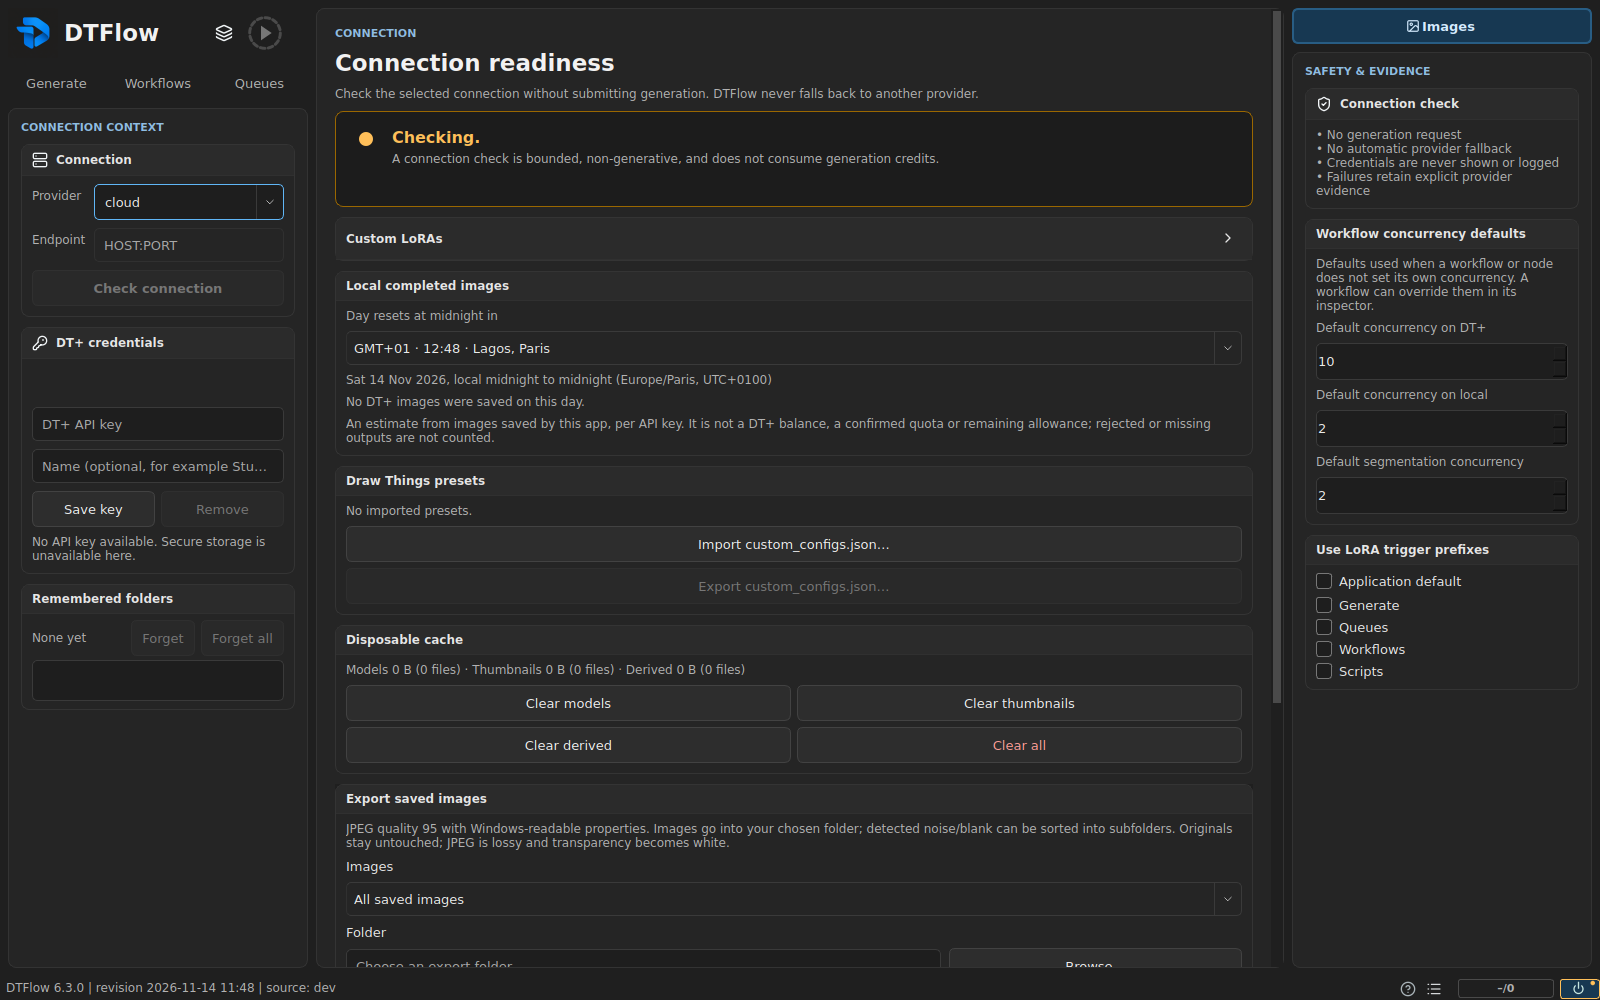 DTFlow
Generate
Workflows
Queues
CONNECTION CONTEXT
Connection
Provider
cloud
Endpoint
HOST:PORT
Check connection
DT+ credentials
DT+ API key
Name (optional, for example Stu...
Save key
Remove
No API key available. Secure storage is
unavailable here.
Remembered folders
None yet
Forget
Forget all
CONNECTION
Connection readiness
Check the selected connection without submitting generation. DTFlow never falls back to another provider.
Checking.
A connection check is bounded, non-generative, and does not consume generation credits.
Custom LoRAs
Local completed images
Day resets at midnight in
GMT+01 · 12:48 · Lagos, Paris
Sat 14 Nov 2026, local midnight to midnight (Europe/Paris, UTC+0100)
No DT+ images were saved on this day.
An estimate from images saved by this app, per API key. It is not a DT+ balance, a confirmed quota or remaining allowance; rejected or missing
outputs are not counted.
Draw Things presets
No imported presets.
Import custom_configs.json...
Export custom_configs.json...
Disposable cache
Models 0 B (0 files) · Thumbnails 0 B (0 files) · Derived 0 B (0 files)
Clear models
Clear thumbnails
Clear derived
Clear all
Export saved images
JPEG quality 95 with Windows-readable properties. Images go into your chosen folder; detected noise/blank can be sorted into subfolders. Originals
stay untouched; JPEG is lossy and transparency becomes white.
Images
All saved images
Folder
Choose an export folder
Browse
Images
SAFETY & EVIDENCE
Connection check
• No generation request
• No automatic provider fallback
• Credentials are never shown or logged
• Failures retain explicit provider
evidence
Workflow concurrency defaults
Defaults used when a workflow or node
does not set its own concurrency. A
workflow can override them in its
inspector.
Default concurrency on DT+
10
Default concurrency on local
2
Default segmentation concurrency
2
Use LoRA trigger prefixes
Application default
Generate
Queues
Workflows
Scripts
DTFlow 6.3.0 | revision 2026-11-14 11:48 | source: dev
–/0